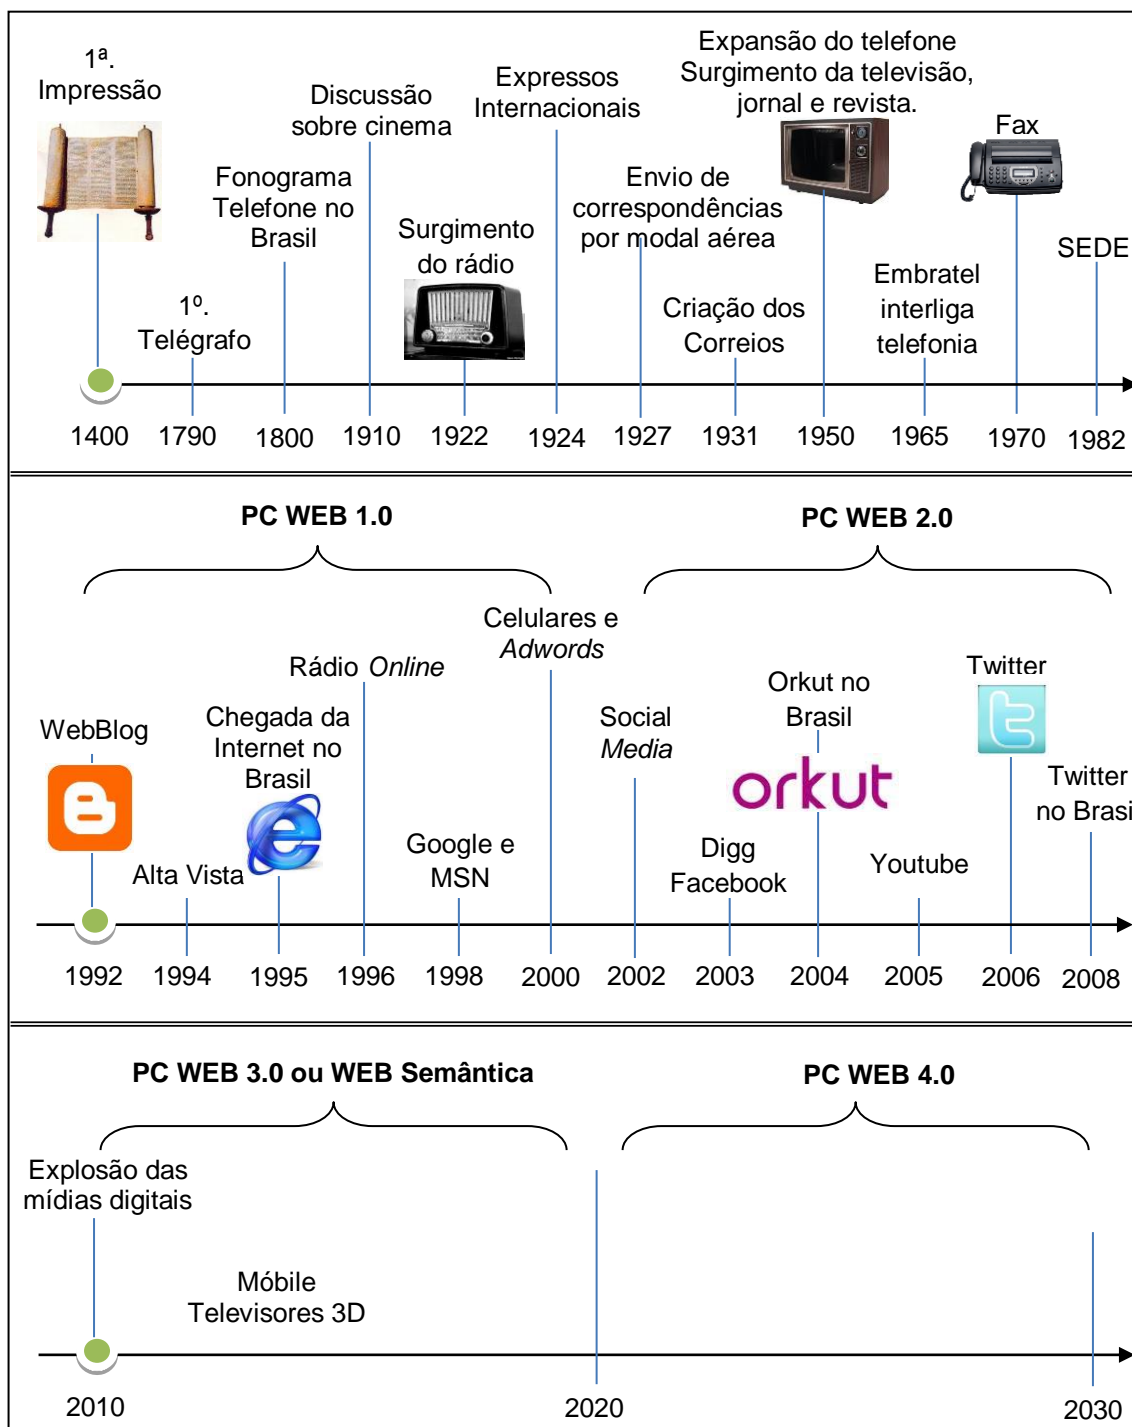 1ª.
Impressão
1º.
Telégrafo
Fonograma
Telefone no
Brasil
Discussão
sobre cinema
Surgimento
do rádio
Expressos
Internacionais
Envio de
correspondências
por modal aérea
Criação dos
Correios
Expansão do telefone
Surgimento da televisão,
jornal e revista.
Embratel
interliga
telefonia
Fax
SEDE
1400 1790 1800 1910 1922 1924 1927 1931 1950 1965 1970 1982
PC WEB 1.0
PC WEB 2.0
WebBlog
Alta Vista
Chegada da
Internet no
Brasil
Rádio Online
Google e
MSN
Celulares e
Adwords
Social
Media
Digg
Facebook
Orkut no
Brasil
orkut
Youtube
Twitter
Twitter
no Brasi
1992 1994 1995 1996 1998 2000 2002 2003 2004 2005 2006 2008
PC WEB 3.0 ou WEB Semântica
PC WEB 4.0
Explosão das
mídias digitais
Móbile
Televisores 3D
2010 2020 2030